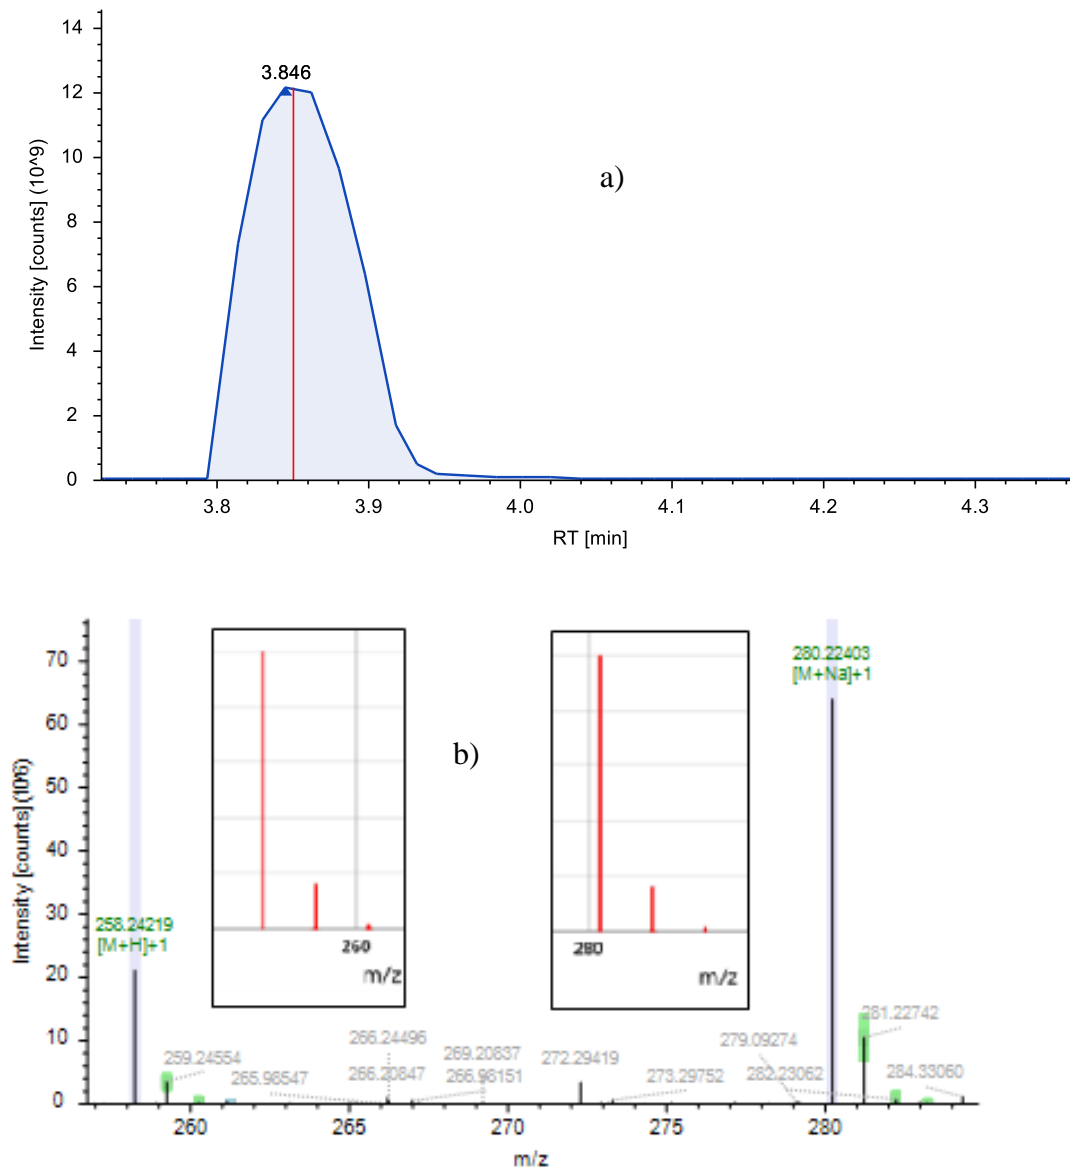 14
12
10
8
6
4
2
0
Intensity [counts] (10^9)
3.846
a)
3.8 3.9 4.0 4.1 4.2 4.3
RT [min]
70
60
50
40
30
20
10
0
Intensity [counts] (10^6)
258.24219
[M+H]+1
260
m/z
b)
280
m/z
280.22403
[M+Na]+1
259.24554
265.98547
266.24496
266.20847
269.20837
266.98151
272.29419
273.29752
279.09274
282.23062
281.22742
284.33060
260 265 270 275 280
m/z